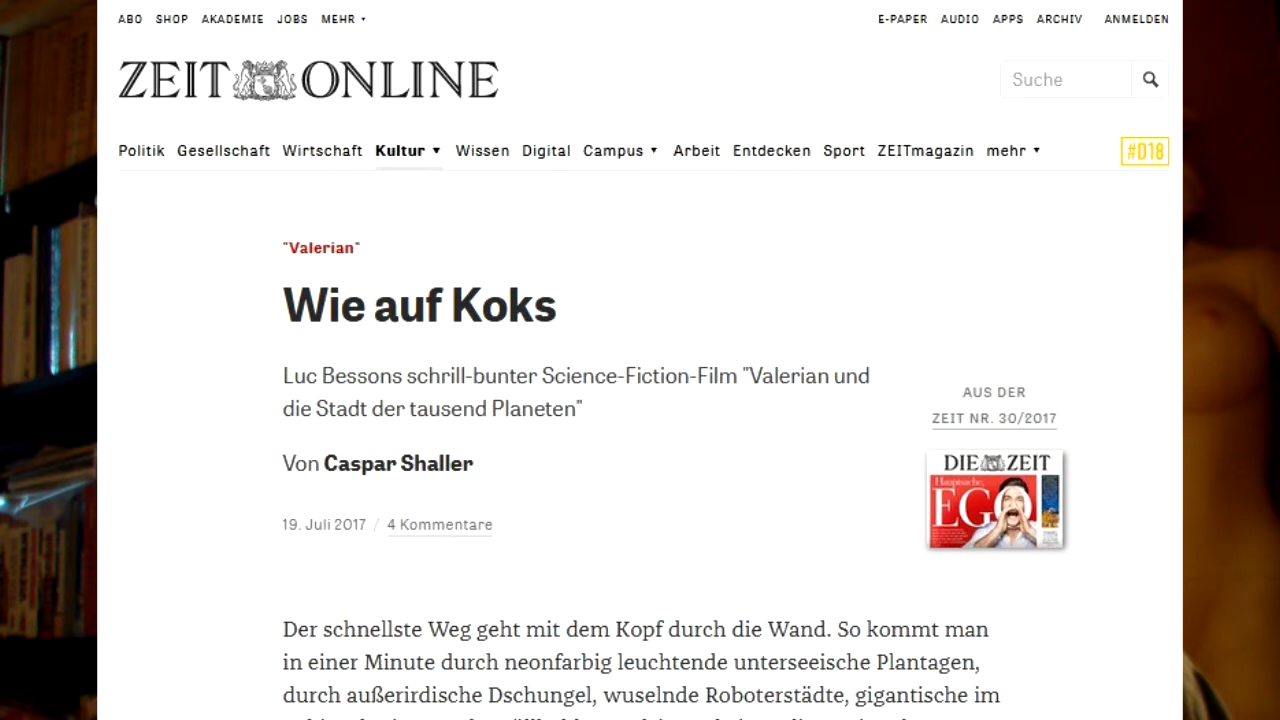 ABO SHOP AKADEMIE JOBS MEHR
E-PAPER AUDIO APPS ARCHIV ANMELDEN
ZEIT ONLINE
Suche
Politik Gesellschaft Wirtschaft Kultur Wissen Digital Campus Arbeit Entdecken Sport ZEITmagazin mehr
#D18
"Valerian"
Wie auf Koks
Luc Bessons schrill-bunter Science-Fiction-Film "Valerian und
die Stadt der tausend Planeten"
Von Caspar Shaller
19. Juli 2017 / 4 Kommentare
AUS DER
ZEIT NR. 30/2017
DIE ZEIT
Hauptsache,
EGO
Der schnellste Weg geht mit dem Kopf durch die Wand. So kommt man
in einer Minute durch neonfarbig leuchtende unterseeische Plantagen,
durch außerirdische Dschungel, wuselnde Roboterstädte, gigantische im